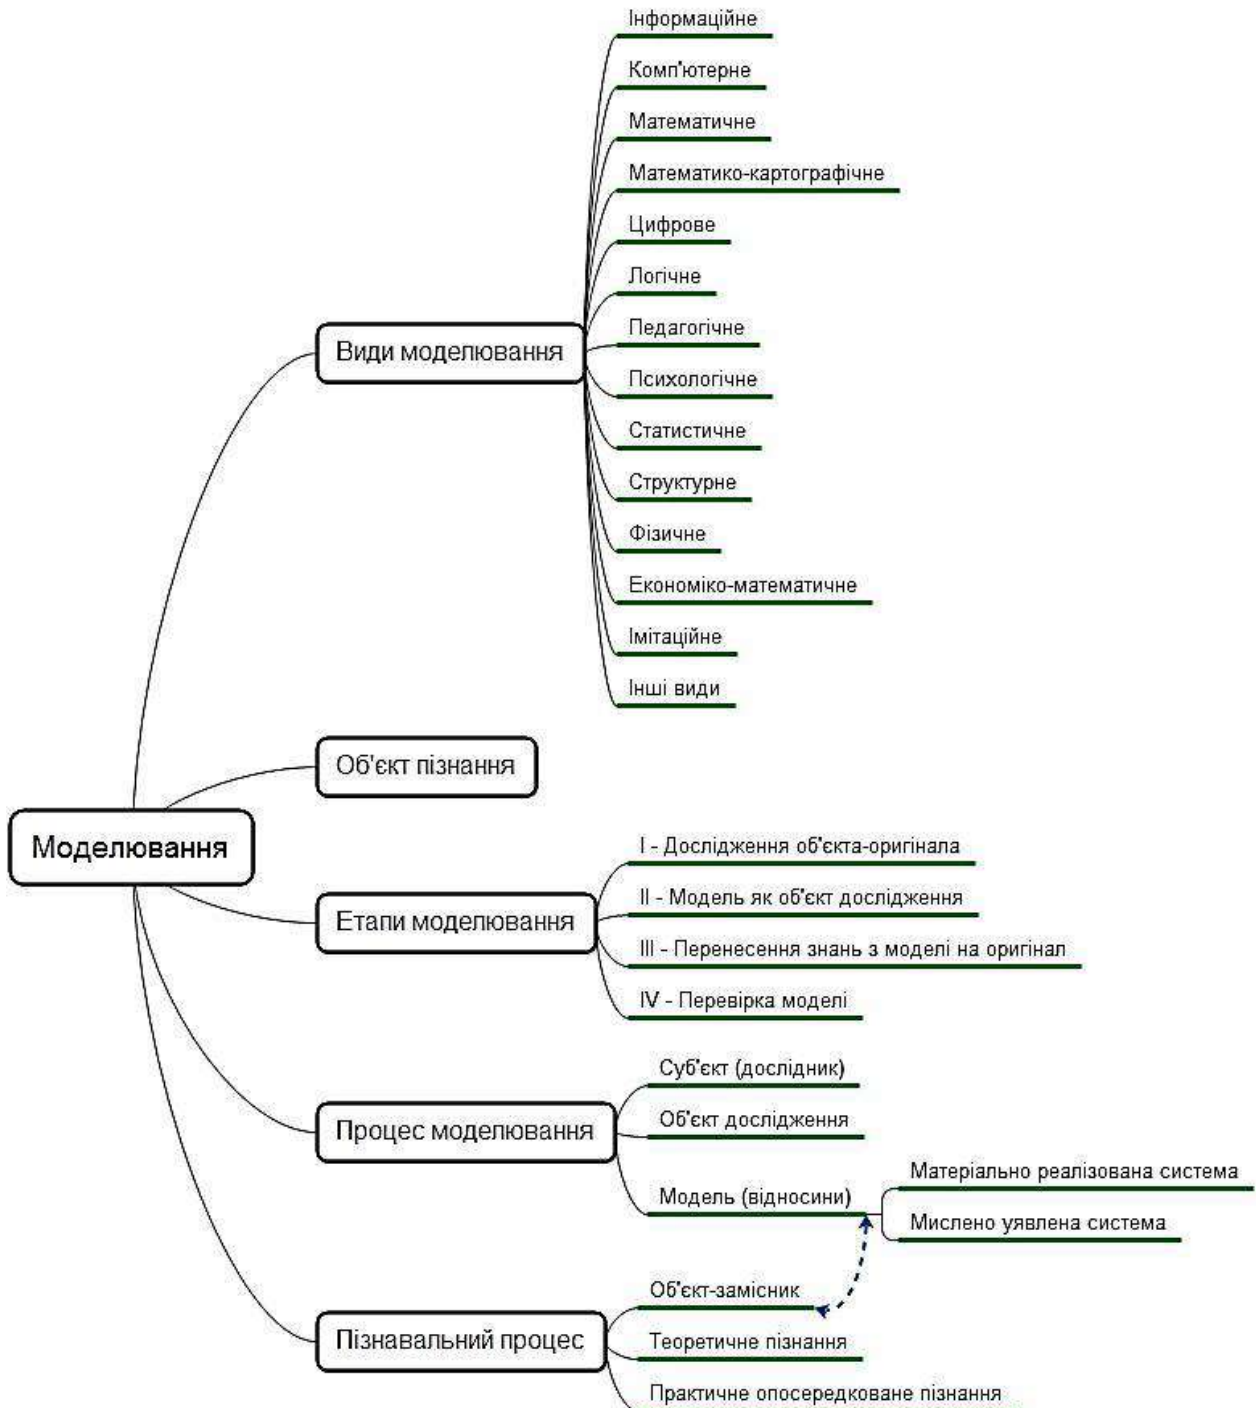 Інформаційне
Комп'ютерне
Математичне
Математико-картографічне
Цифрове
Логічне
Види моделювання
Педагогічне
Психологічне
Статистичне
Структурне
Фізичне
Економіко-математичне
Імітаційне
Інші види
Об'єкт пізнання
Моделювання
Етапи моделювання
I - Дослідження об'єкта-оригінала
II - Модель як об'єкт дослідження
III - Перенесення знань з моделі на оригінал
IV - Перевірка моделі
Процес моделювання
Суб'єкт (дослідник)
Об'єкт дослідження
Модель (відносини)
Матеріально реалізована система
Мислено уявлена система
Пізнавальний процес
Об'єкт-замісник
Теоретичне пізнання
Практичне опосередковане пізнання